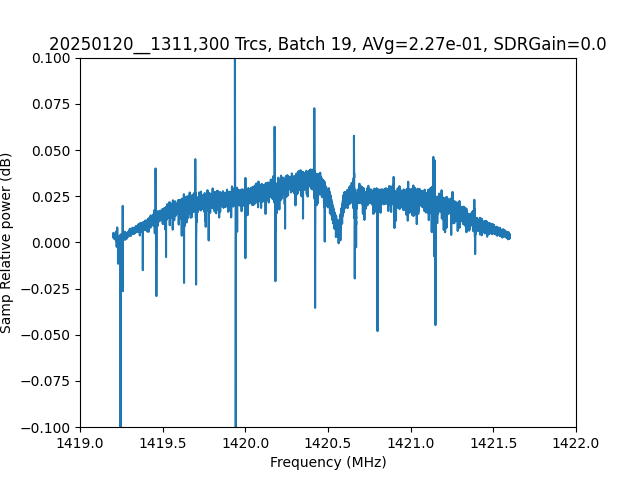 20250120__1311,300 Trcs, Batch 19, AVg=2.27e-01, SDRGain=0.0
0.100
0.075
0.050
0.025
0.000
−0.025
−0.050
−0.075
−0.100
Samp Relative power (dB)
1419.0 1419.5 1420.0 1420.5 1421.0 1421.5 1422.0
Frequency (MHz)